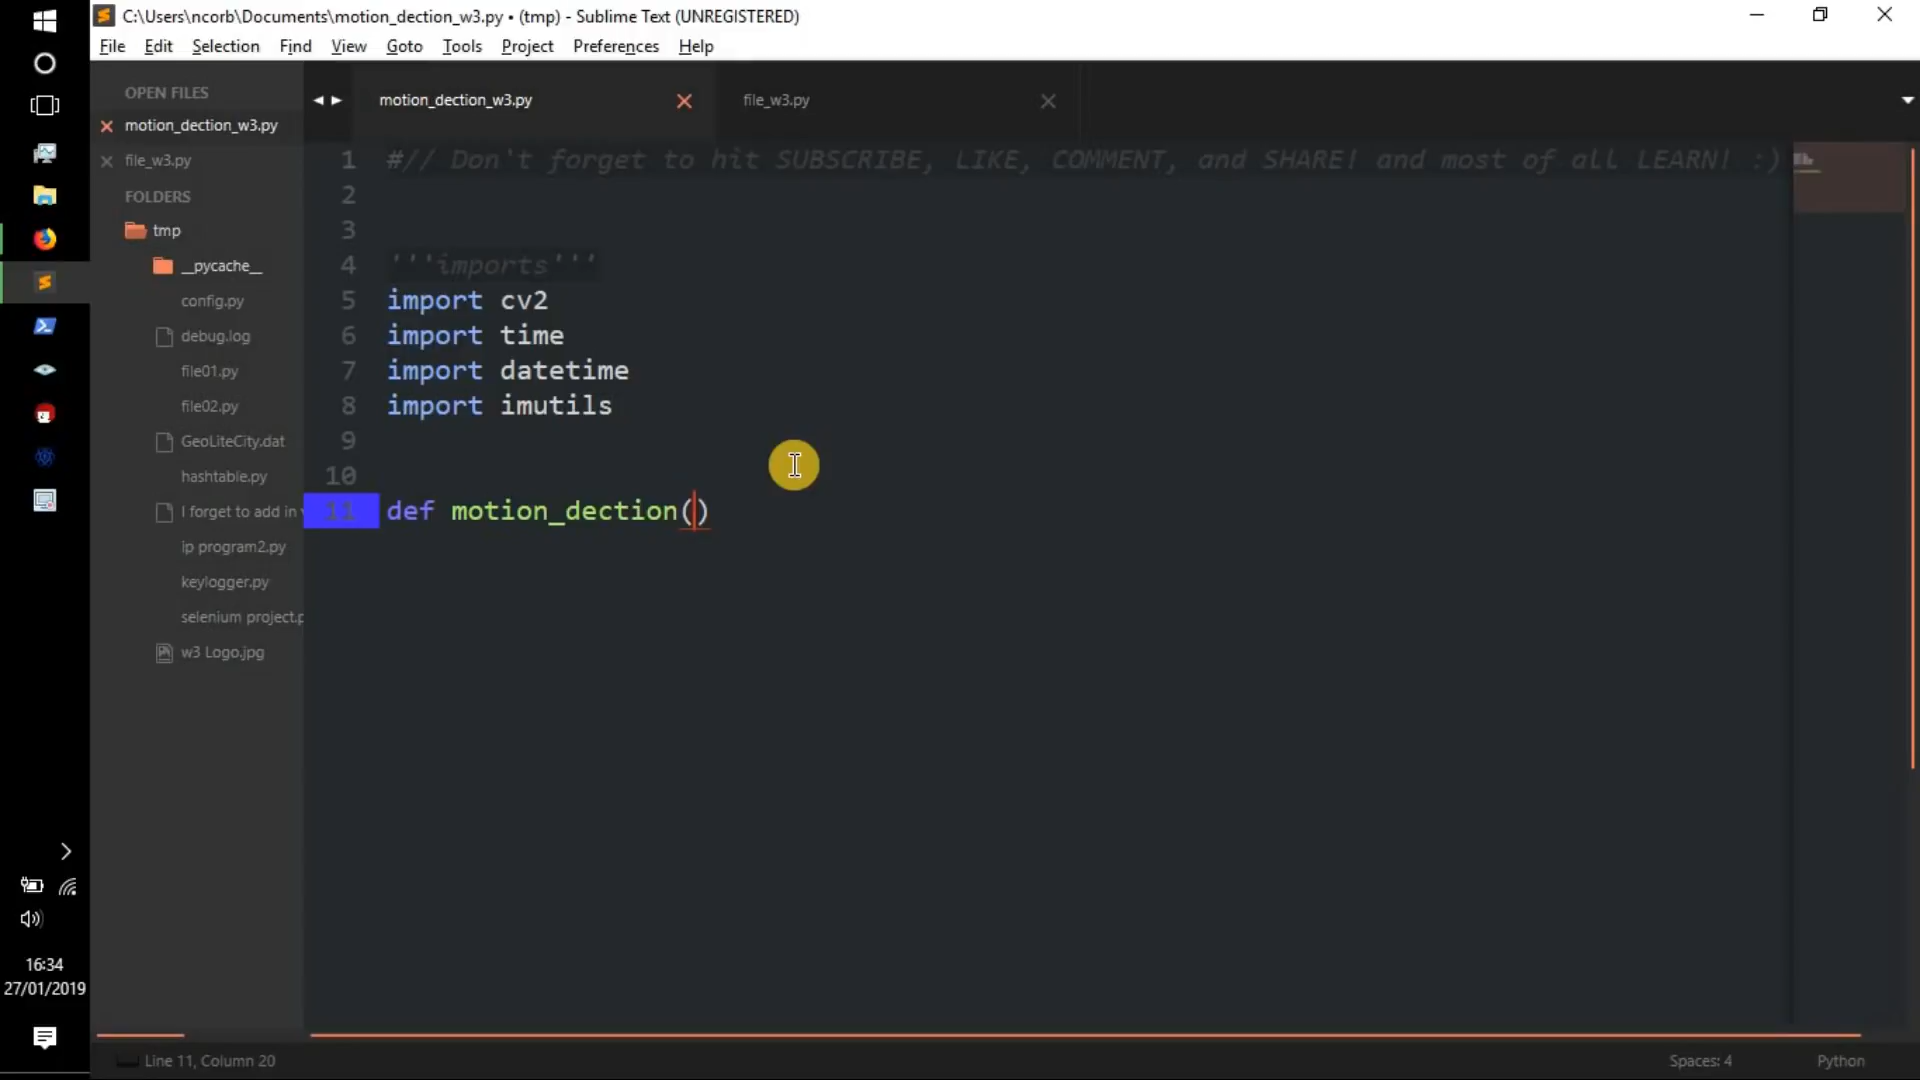 C:\Users\ncorb\Documents\motion_dection_w3.py • (tmp) - Sublime Text (UNREGISTERED)
File Edit Selection Find View Goto Tools Project Preferences Help
OPEN FILES
motion_dection_w3.py
file_w3.py
FOLDERS
tmp
__pycache__
config.py
debug.log
file01.py
file02.py
GeoLiteCity.dat
hashtable.py
I forget to add in
ip program2.py
keylogger.py
selenium project.p
w3 Logo.jpg
motion_dection_w3.py file_w3.py
1 #// Don't forget to hit SUBSCRIBE, LIKE, COMMENT, and SHARE! and most of all LEARN! :)
2
3
4 '''imports'''
5 import cv2
6 import time
7 import datetime
8 import imutils
9
10
11 def motion_dection()
16:34
27/01/2019
Line 11, Column 20
Spaces: 4
Python